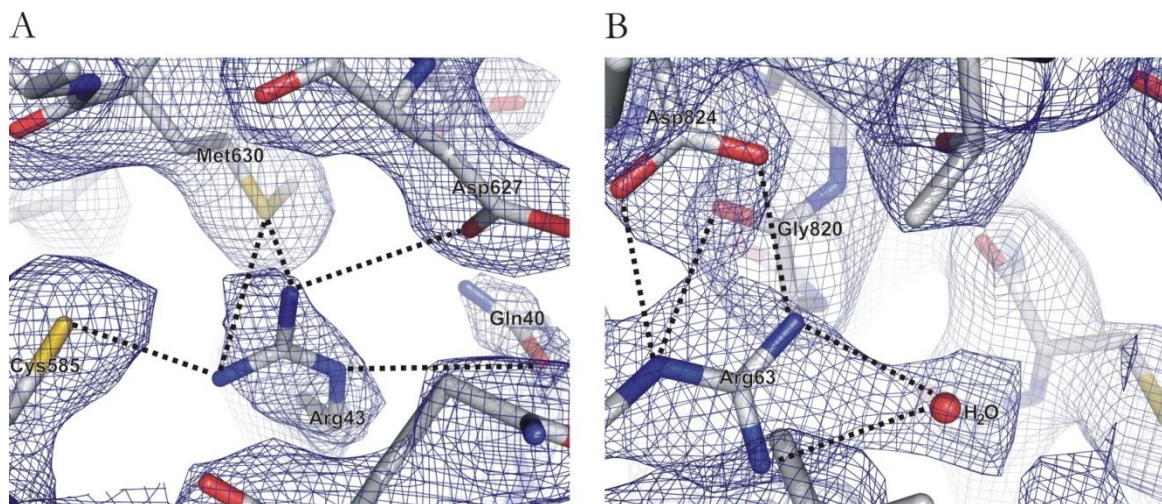 A
B
Met630
Asp627
Gln40
Cys585
Arg43
Asp824
Gly820
Arg63
H₂O